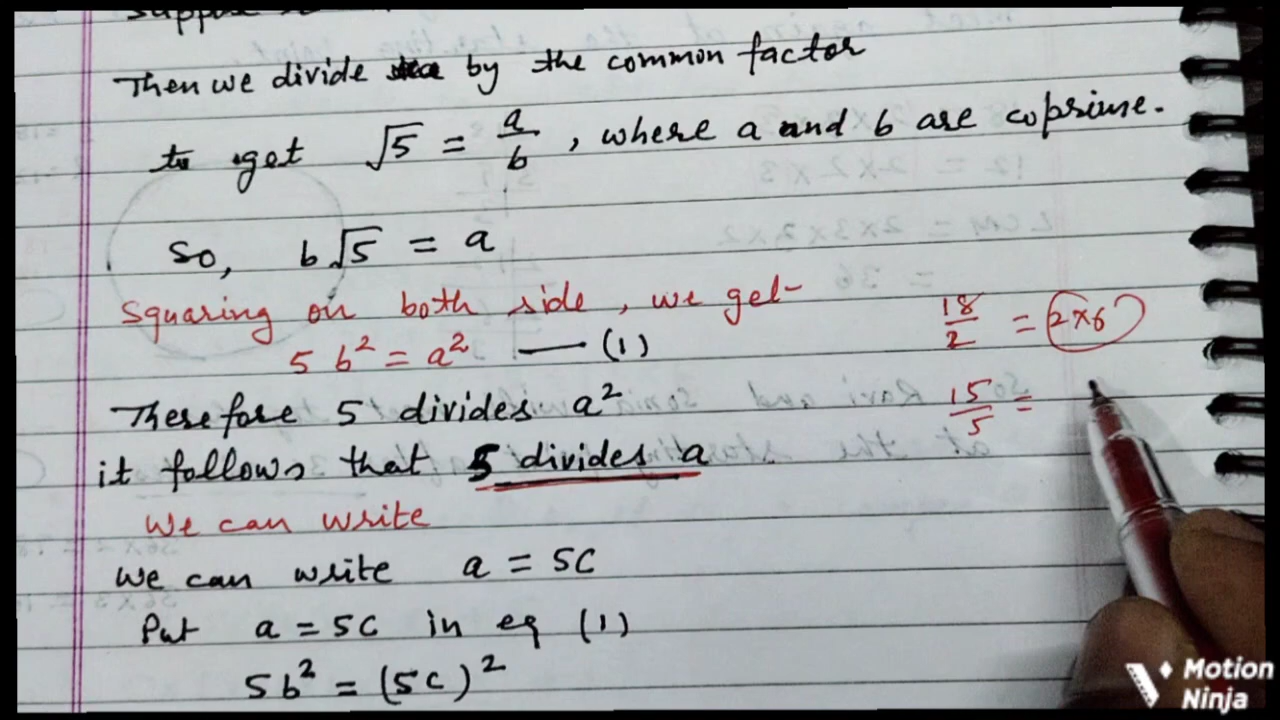 Suppose
Then we divide by the common factor
to get √5 = a/b, where a and b are coprime.
So, b√5 = a
Squaring on both side, we get
5b² = a² — (1)
18/2 = 2×6
Therefore 5 divides a²
15/5 =
it follows that 5 divides a
We can write
We can write a = 5C
Put a = 5C in eq (1)
5b² = (5C)²
Motion
Ninja